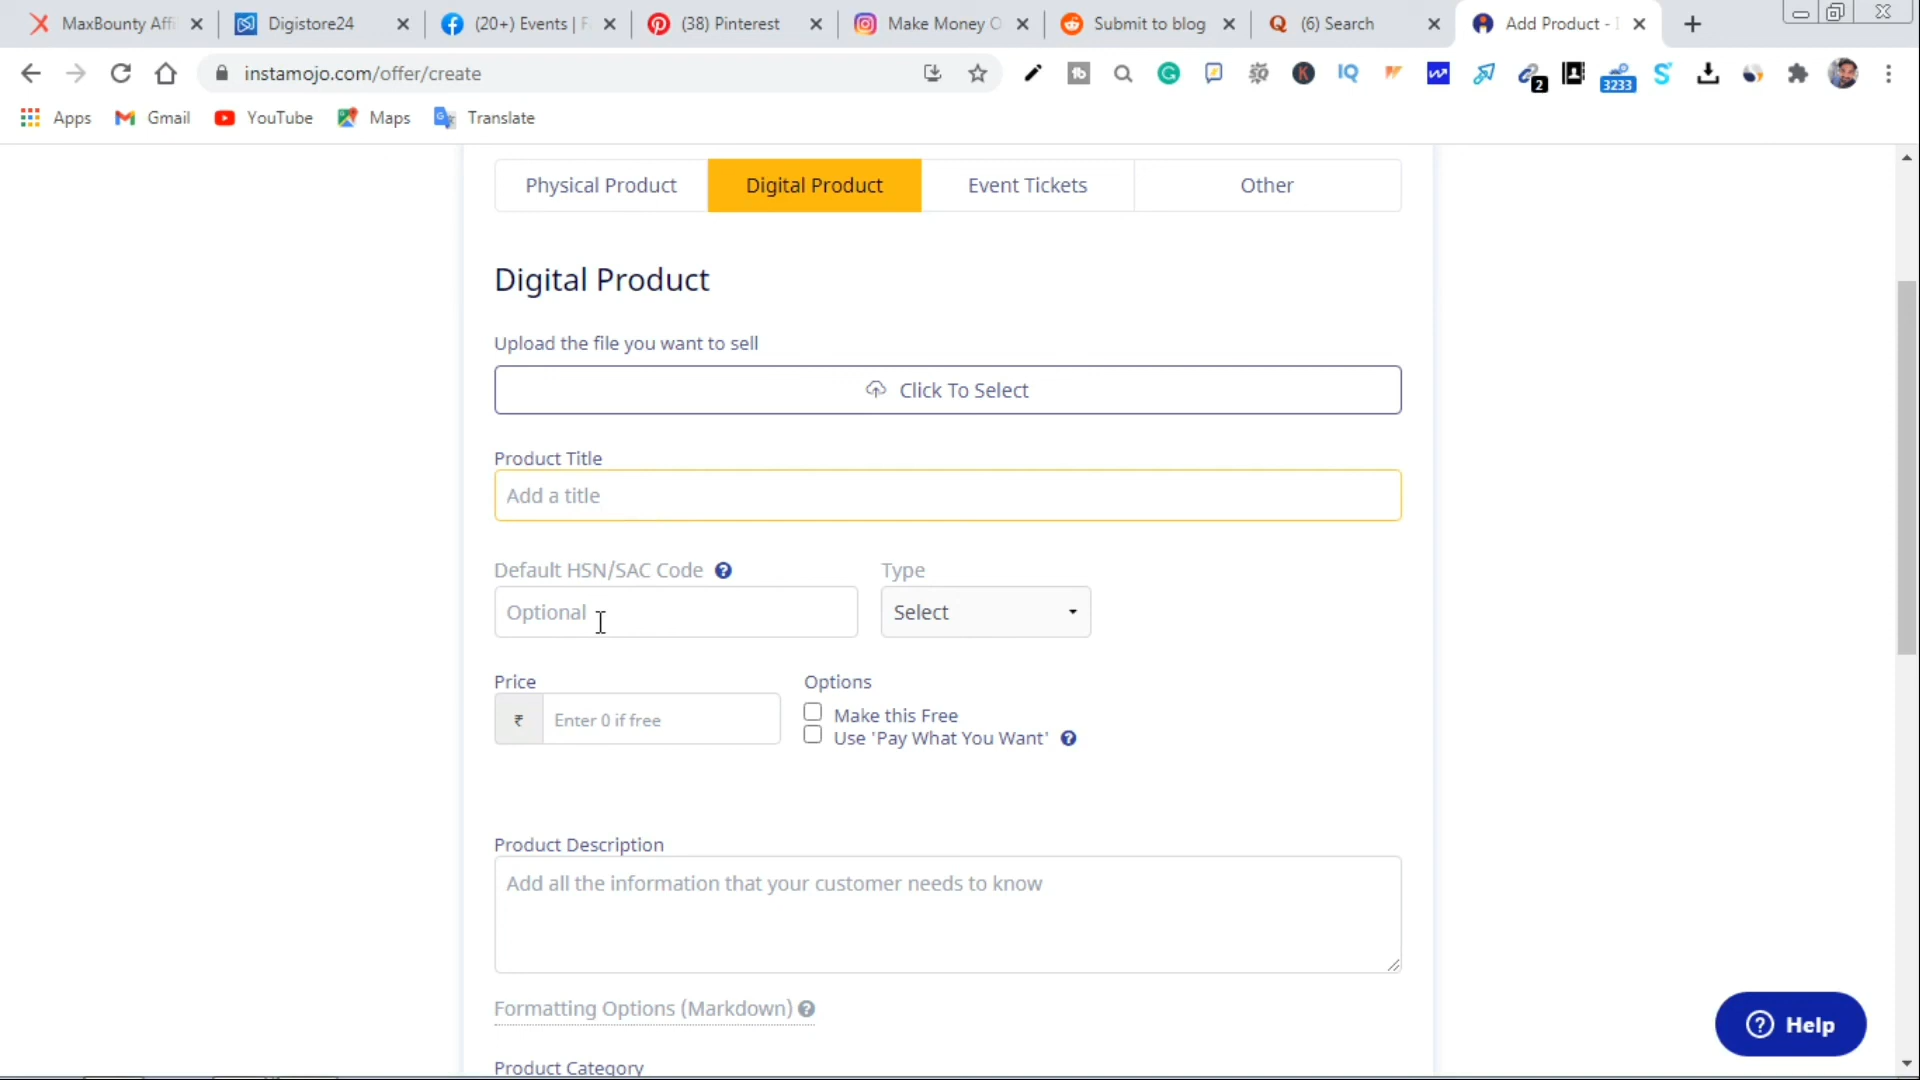 MaxBounty Affi
Digistore24
(20+) Events | F
(38) Pinterest
Make Money O
Submit to blog
(6) Search
Add Product - I
instamojo.com/offer/create
2
3233
Apps
Gmail
YouTube
Maps
Translate
Physical Product
Digital Product
Event Tickets
Other
Digital Product
Upload the file you want to sell
Click To Select
Product Title
Add a title
Default HSN/SAC Code
Type
Optional
Select
Price
Options
₹
Enter 0 if free
Make this Free
Use 'Pay What You Want'
Product Description
Add all the information that your customer needs to know
Formatting Options (Markdown)
Help
Product Category